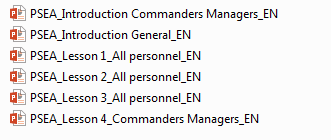 PSEA_Introduction Commanders Managers_EN
PSEA_Introduction General_EN
PSEA_Lesson 1_All personnel_EN
PSEA_Lesson 2_All personnel_EN
PSEA_Lesson 3_All personnel_EN
PSEA_Lesson 4_Commanders Managers_EN